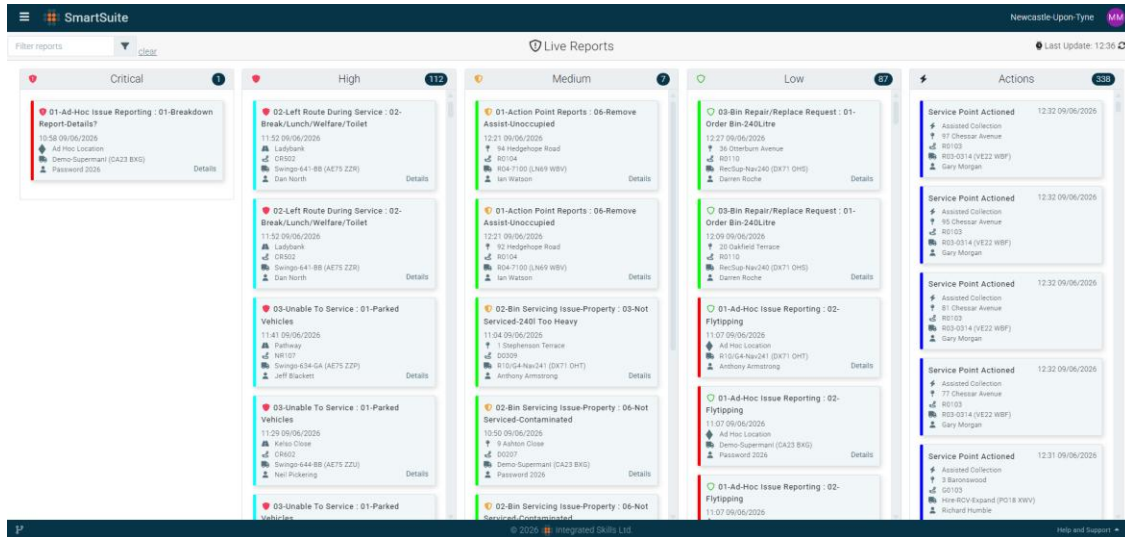 SmartSuite
Newcastle-Upon-Tyne
MM
Filter reports
clear
Live Reports
Last Update: 12:36
Critical
1
01-Ad-Hoc Issue Reporting : 01-Breakdown
Report-Details?
10:58 09/06/2026
Ad Hoc Location
Demo-Supermani (CA23 BXG)
Password 2026
Details
High
112
02-Left Route During Service : 02-
Break/Lunch/Welfare/Toilet
11:52 09/06/2026
Ladybank
CR502
Swingo-641-BB (AE75 ZZR)
Dan North
Details
02-Left Route During Service : 02-
Break/Lunch/Welfare/Toilet
11:52 09/06/2026
Ladybank
CR502
Swingo-641-BB (AE75 ZZR)
Dan North
Details
03-Unable To Service : 01-Parked
Vehicles
11:41 09/06/2026
Pathway
NR107
Swingo-634-GA (AE75 ZZP)
Jeff Blackett
Details
03-Unable To Service : 01-Parked
Vehicles
11:29 09/06/2026
Kelso Close
CR602
Swingo-644-BB (AE75 ZZU)
Neil Pickering
Details
03-Unable To Service : 01-Parked
Vehicles
Medium
7
01-Action Point Reports : 06-Remove
Assist-Unoccupied
12:21 09/06/2026
94 Hedgehope Road
R0104
R04-7100 (LN69 WBV)
Ian Watson
Details
01-Action Point Reports : 06-Remove
Assist-Unoccupied
12:21 09/06/2026
92 Hedgehope Road
R0104
R04-7100 (LN69 WBV)
Ian Watson
Details
02-Bin Servicing Issue-Property : 03-Not
Serviced-240l Too Heavy
11:04 09/06/2026
1 Stephenson Terrace
D0309
R10/G4-Nav241 (DX71 OHT)
Anthony Armstrong
Details
02-Bin Servicing Issue-Property : 06-Not
Serviced-Contaminated
10:50 09/06/2026
9 Ashton Close
D0207
Demo-Supermani (CA23 BXG)
Password 2026
Details
02-Bin Servicing Issue-Property : 06-Not
Serviced-Contaminated
Low
87
03-Bin Repair/Replace Request : 01-
Order Bin-240Litre
12:27 09/06/2026
36 Otterburn Avenue
R0110
RecSup-Nav240 (DX71 OHS)
Darren Roche
Details
03-Bin Repair/Replace Request : 01-
Order Bin-240Litre
12:09 09/06/2026
20 Oakfield Terrace
R0110
RecSup-Nav240 (DX71 OHS)
Darren Roche
Details
01-Ad-Hoc Issue Reporting : 02-
Flytipping
11:07 09/06/2026
Ad Hoc Location
R10/G4-Nav241 (DX71 OHT)
Anthony Armstrong
Details
01-Ad-Hoc Issue Reporting : 02-
Flytipping
11:07 09/06/2026
Ad Hoc Location
Demo-Supermani (CA23 BXG)
Password 2026
Details
01-Ad-Hoc Issue Reporting : 02-
Flytipping
11:07 09/06/2026
Actions
338
Service Point Actioned 12:32 09/06/2026
Assisted Collection
97 Chessar Avenue
R0103
R03-0314 (VE22 WBF)
Gary Morgan
Service Point Actioned 12:32 09/06/2026
Assisted Collection
95 Chessar Avenue
R0103
R03-0314 (VE22 WBF)
Gary Morgan
Service Point Actioned 12:32 09/06/2026
Assisted Collection
81 Chessar Avenue
R0103
R03-0314 (VE22 WBF)
Gary Morgan
Service Point Actioned 12:32 09/06/2026
Assisted Collection
77 Chessar Avenue
R0103
R03-0314 (VE22 WBF)
Gary Morgan
Service Point Actioned 12:31 09/06/2026
Assisted Collection
3 Baronswood
G0103
Hire-RCV-Expand (PO18 XWV)
Richard Humble
© 2026 Integrated Skills Ltd.
Help and Support